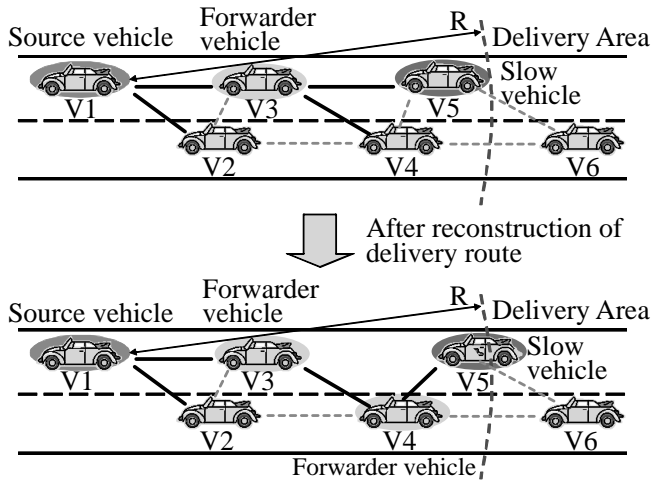 Forwarder
vehicle
R
Delivery Area
Source vehicle
Slow
vehicle
V1
V3
V5
V2
V4
V6
After reconstruction of
delivery route
Forwarder
vehicle
R
Delivery Area
Source vehicle
Slow
vehicle
V1
V3
V5
V2
V4
V6
Forwarder vehicle